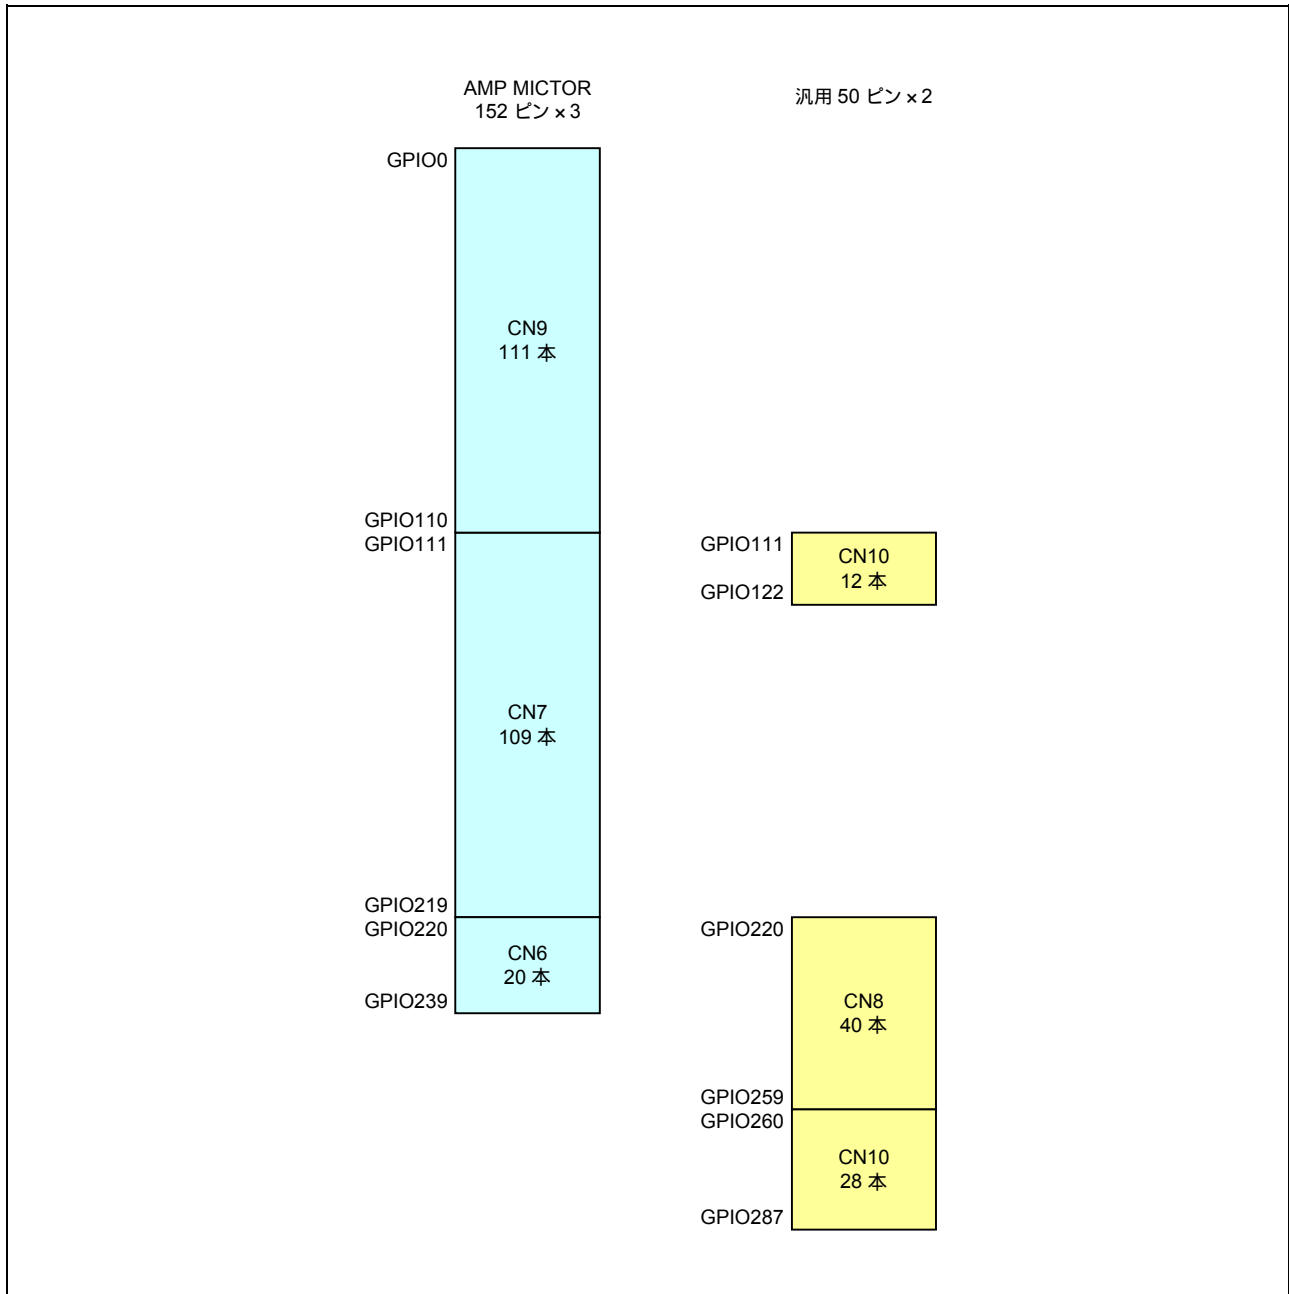 AMP MICTOR
152 ピン × 3
汎用 50 ピン × 2
GPIO0
CN9
111 本
GPIO110
GPIO111
GPIO111
CN10
12 本
GPIO122
CN7
109 本
GPIO219
GPIO220
GPIO220
CN6
20 本
GPIO239
CN8
40 本
GPIO259
GPIO260
CN10
28 本
GPIO287